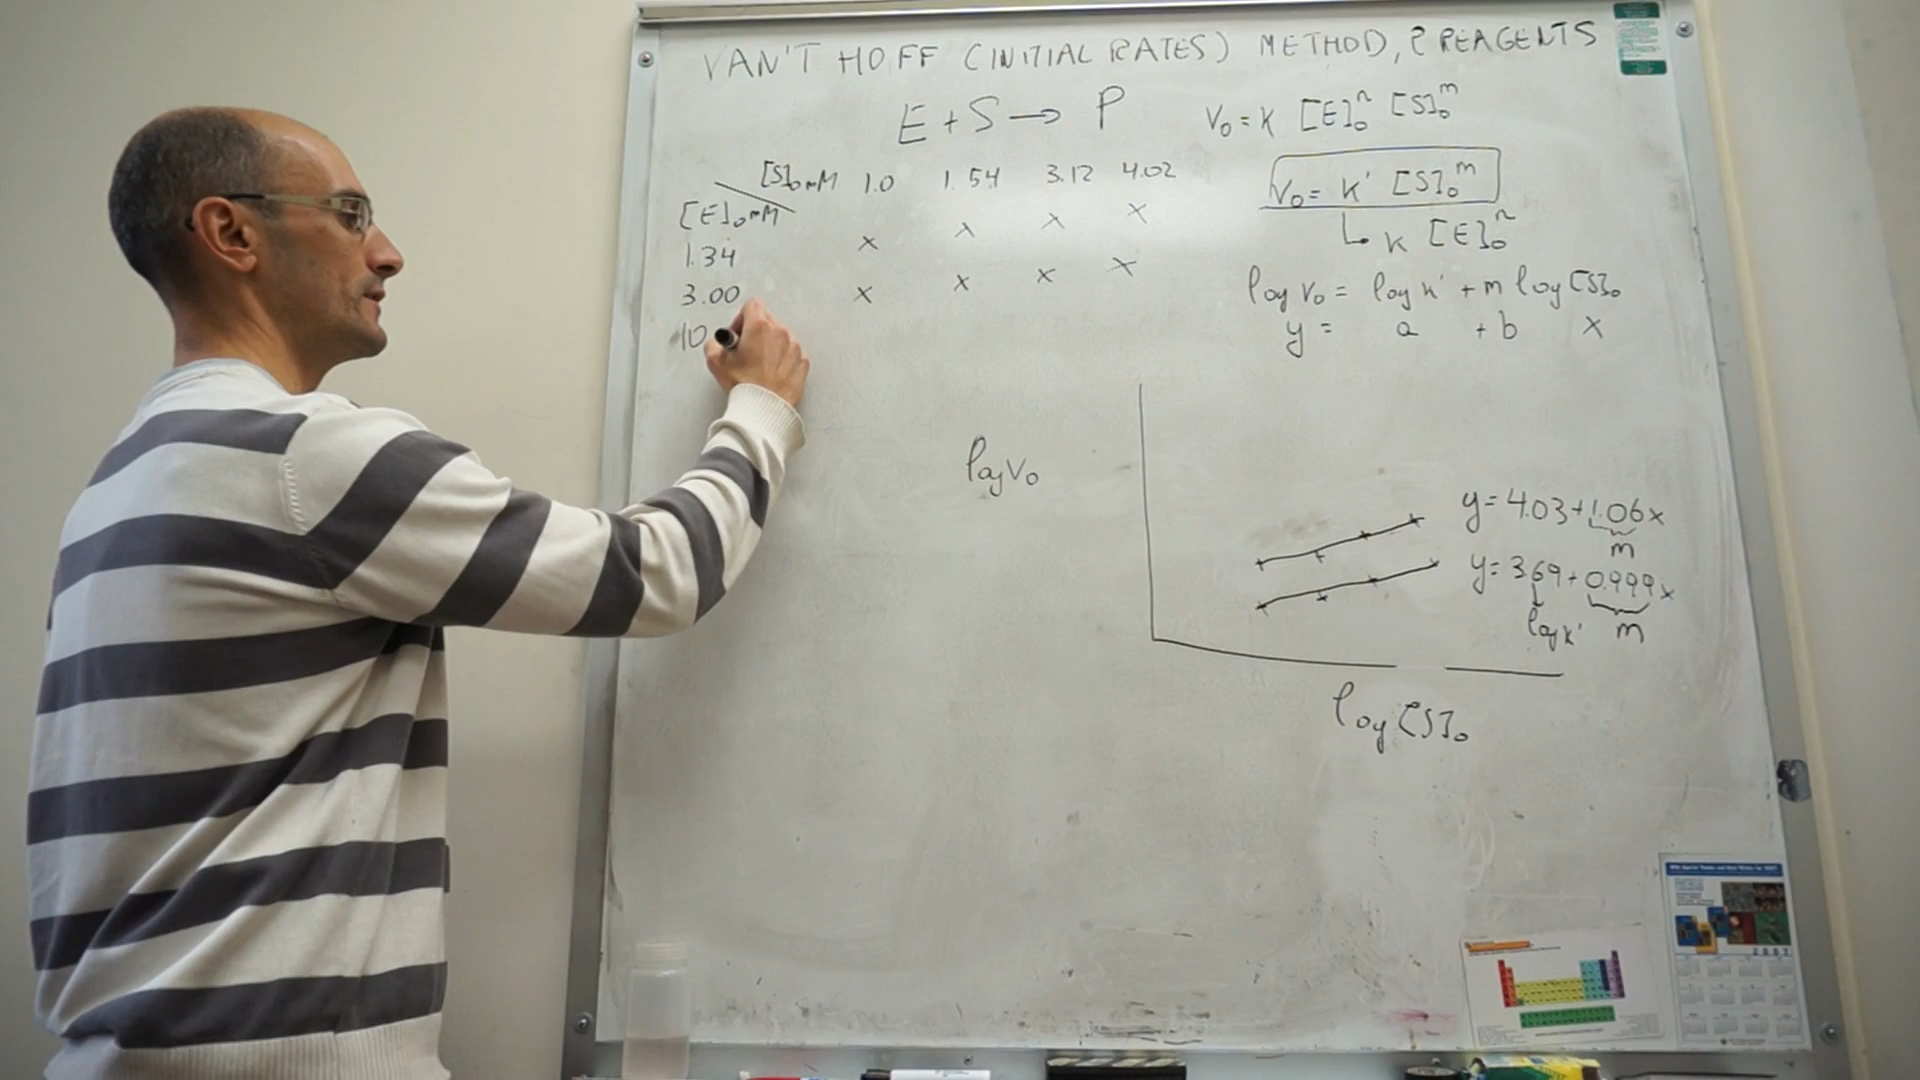 VAN'T HOFF (INITIAL RATES) METHOD, 2 REAGENTS
E + S → P
V₀ = K [E]₀ⁿ [S]₀ᵐ
[S]₀ mM 1.0 1.54 3.12 4.02
[E]₀ mM
1.34 x x x x
3.00 x x x x
10
V₀ = K' [S]₀ᵐ
↳ K [E]₀ⁿ
log V₀ = log K' + m log [S]₀
y = a + b x
log V₀
y = 4.03 + 1.06x
m
y = 3.69 + 0.999x
log K' m
log [S]₀
2007